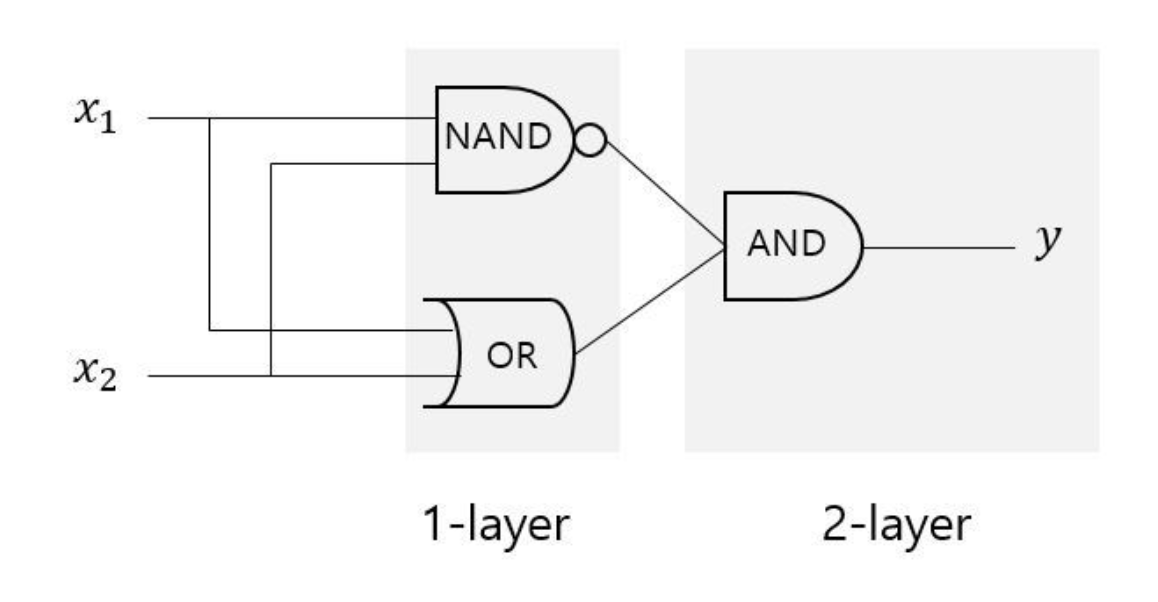 x₁
NAND
AND
y
OR
x₂
1-layer
2-layer